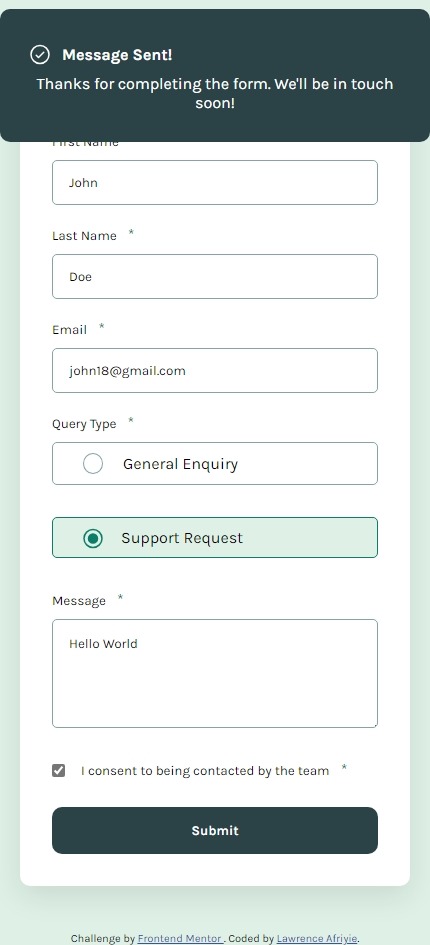 Message Sent!
Thanks for completing the form. We'll be in touch
soon!
First Name
John
Last Name *
Doe
Email *
john18@gmail.com
Query Type *
General Enquiry
Support Request
Message *
Hello World
I consent to being contacted by the team *
Submit
Challenge by Frontend Mentor . Coded by Lawrence Afriyie.